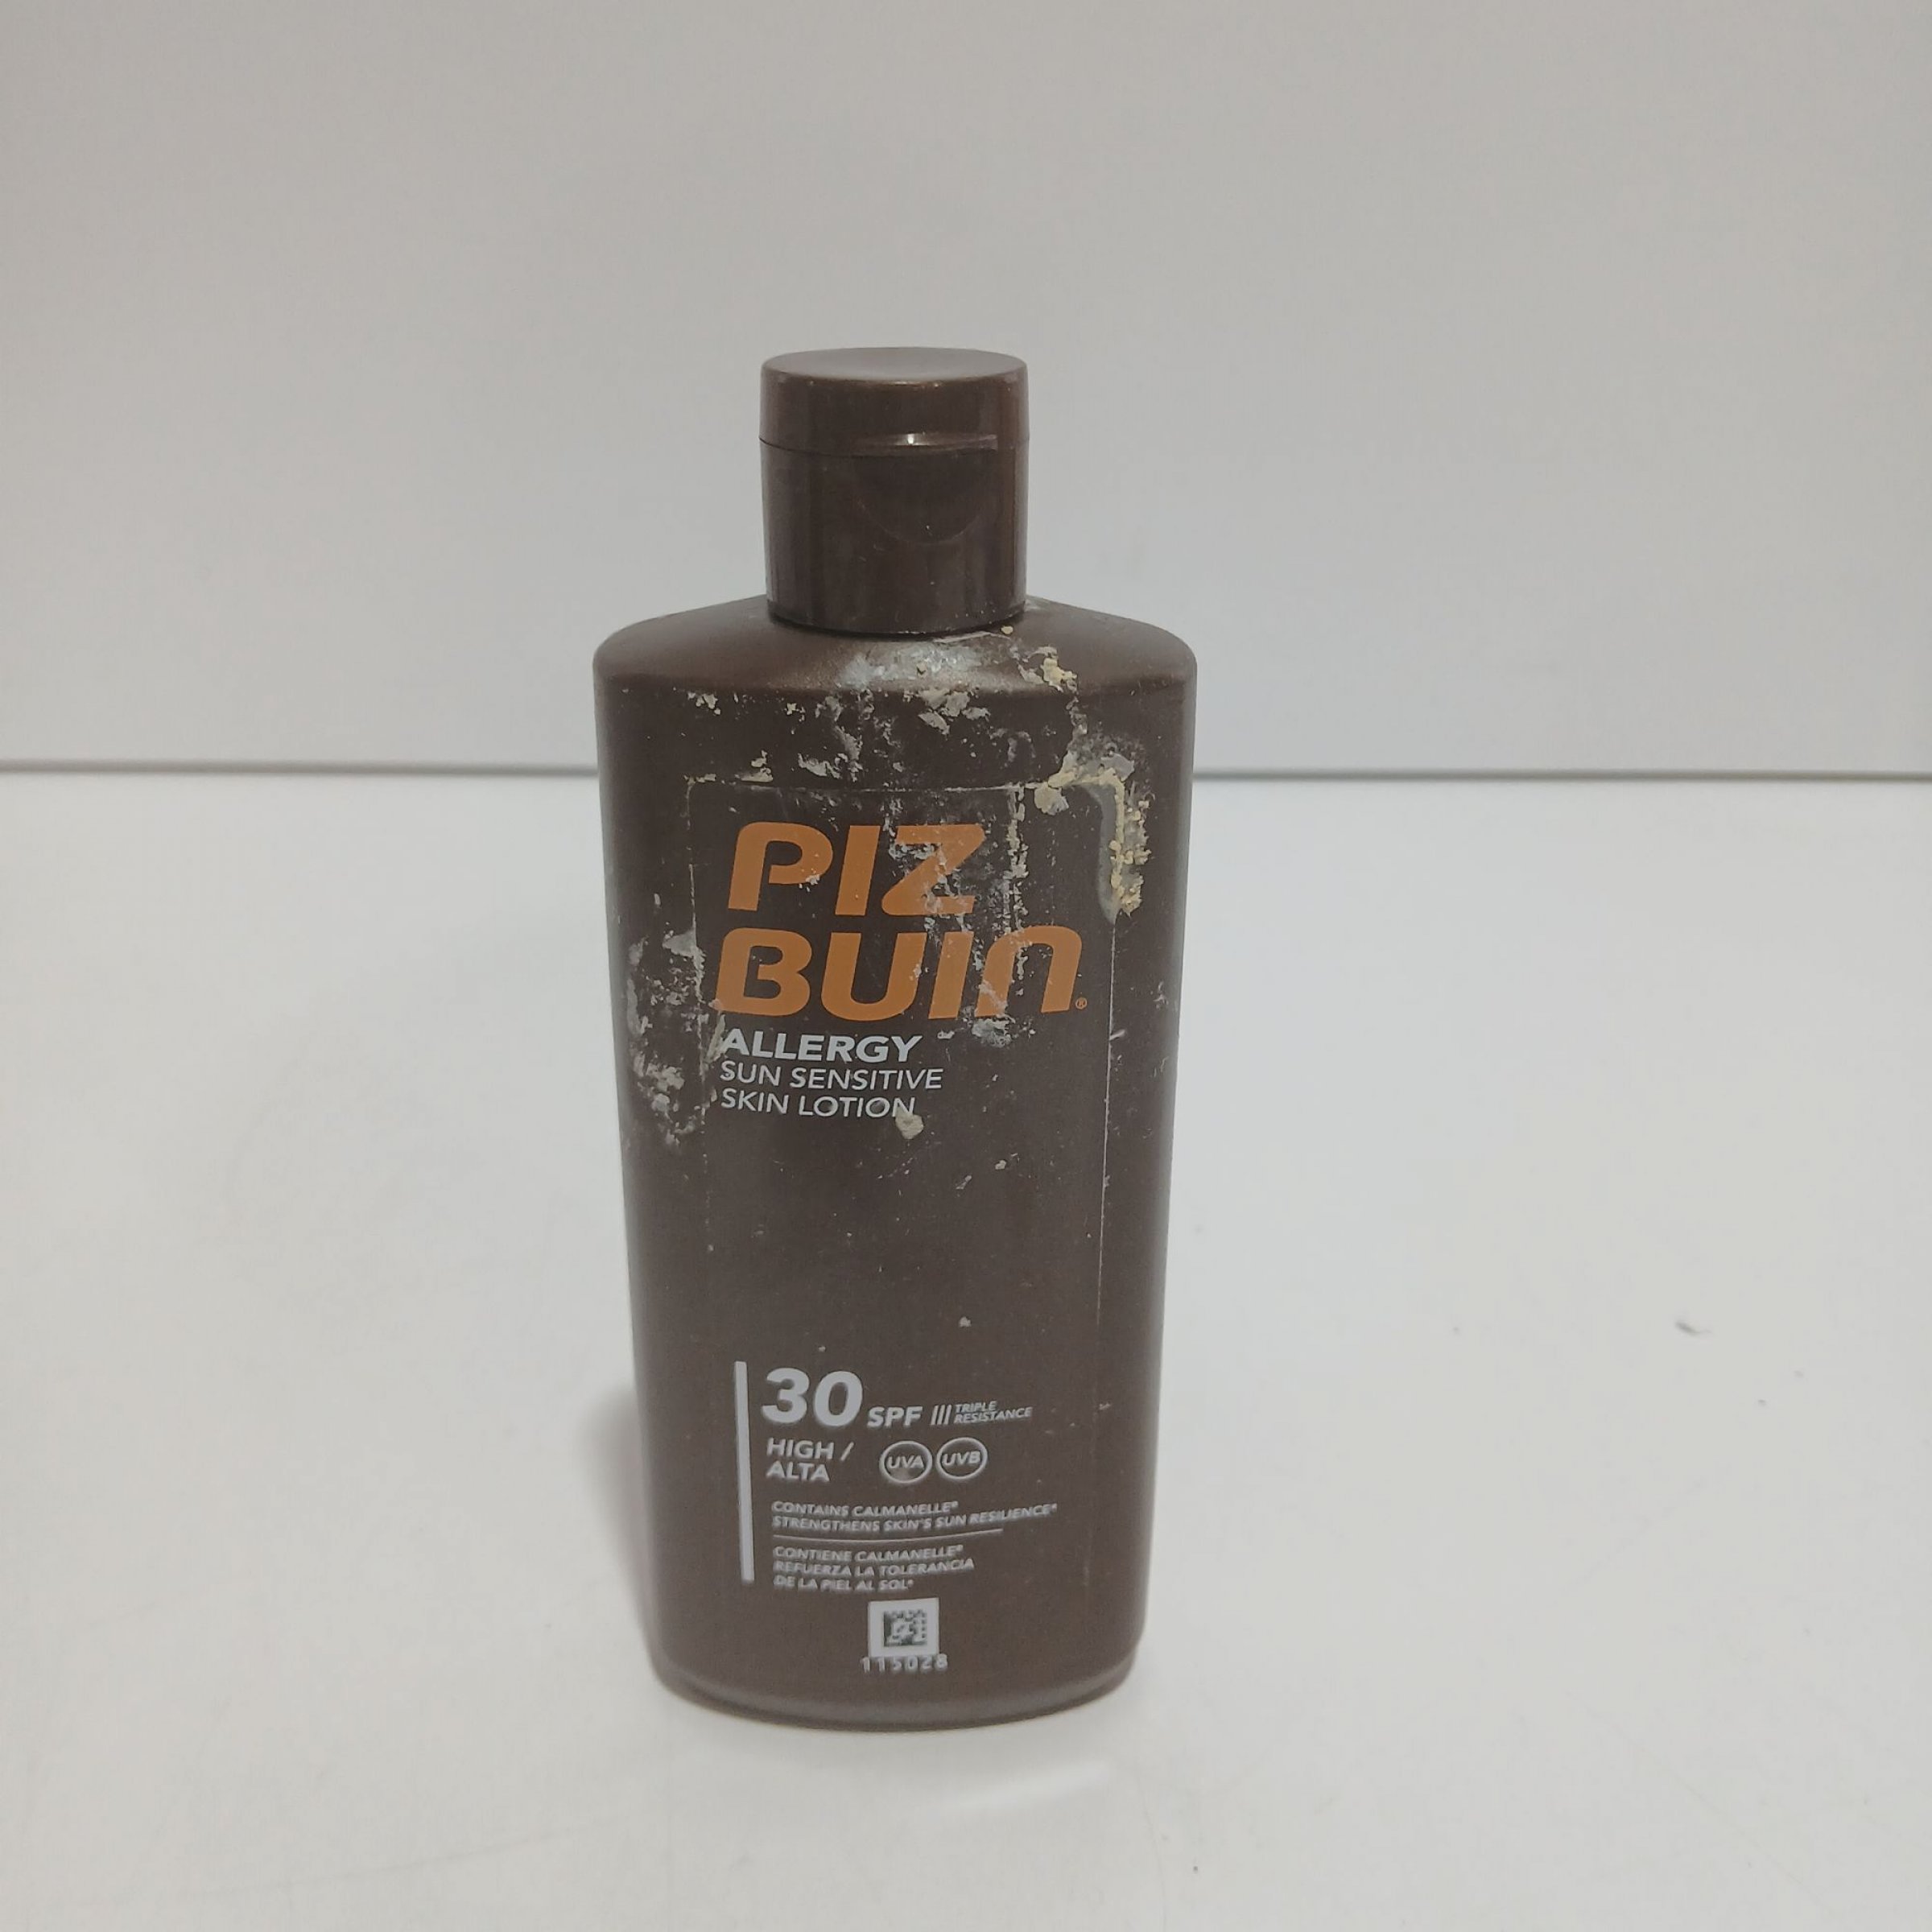 PIZ
BUIN®
ALLERGY
SUN SENSITIVE
SKIN LOTION
30 SPF /// TRIPLE
RESISTANCE
HIGH /
ALTA
UVA UVB
CONTAINS CALMANELLE®
STRENGTHENS SKIN'S SUN RESILIENCE*
CONTIENE CALMANELLE®
REFUERZA LA TOLERANCIA
DE LA PIEL AL SOL*
115028